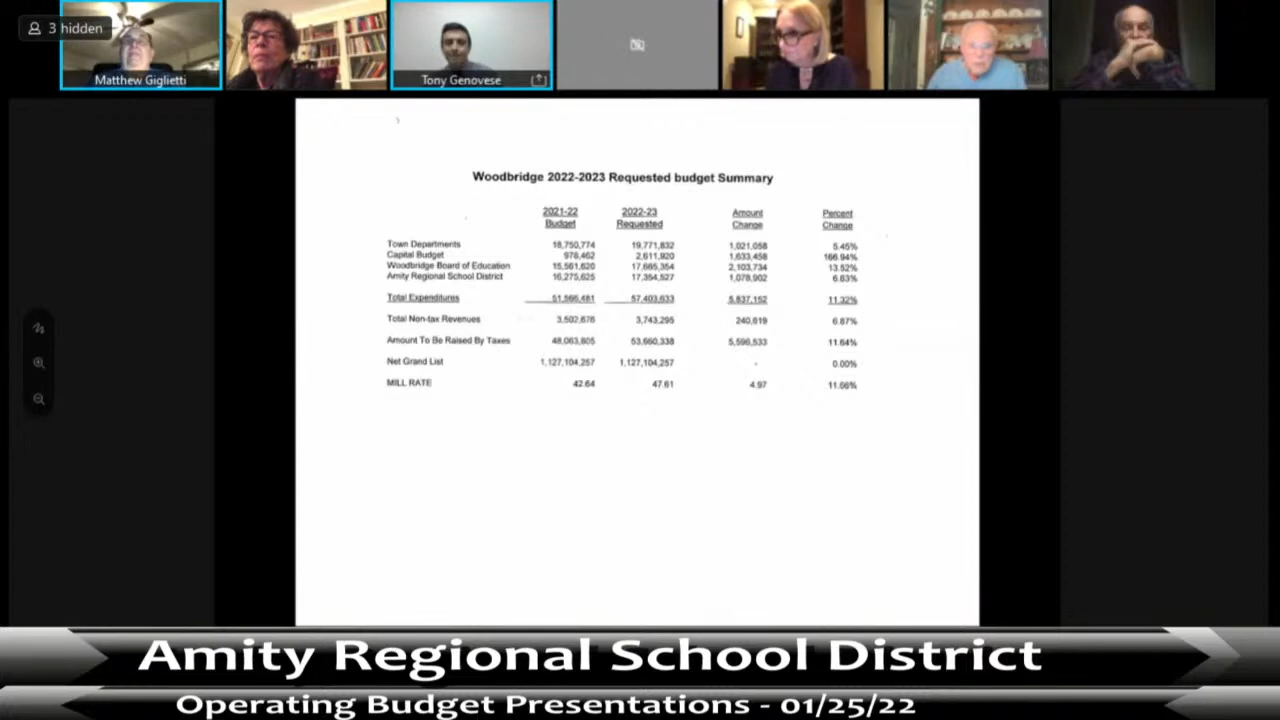 3 hidden
Matthew Giglietti
Tony Genovese
Woodbridge 2022-2023 Requested budget Summary
2021-22 2022-23 Amount Percent
Budget Requested Change Change
Town Departments 18,750,774 19,771,832 1,021,058 5.45%
Capital Budget 978,462 2,611,920 1,633,458 166.94%
Woodbridge Board of Education 15,561,620 17,665,354 2,103,734 13.52%
Amity Regional School District 16,275,625 17,354,527 1,078,902 6.63%
Total Expenditures 51,566,481 57,403,633 5,837,152 11.32%
Total Non-tax Revenues 3,502,676 3,743,295 240,619 6.87%
Amount To Be Raised By Taxes 48,063,805 53,660,338 5,596,533 11.64%
Net Grand List 1,127,104,257 1,127,104,257 - 0.00%
MILL RATE 42.64 47.61 4.97 11.66%
Amity Regional School District
Operating Budget Presentations - 01/25/22